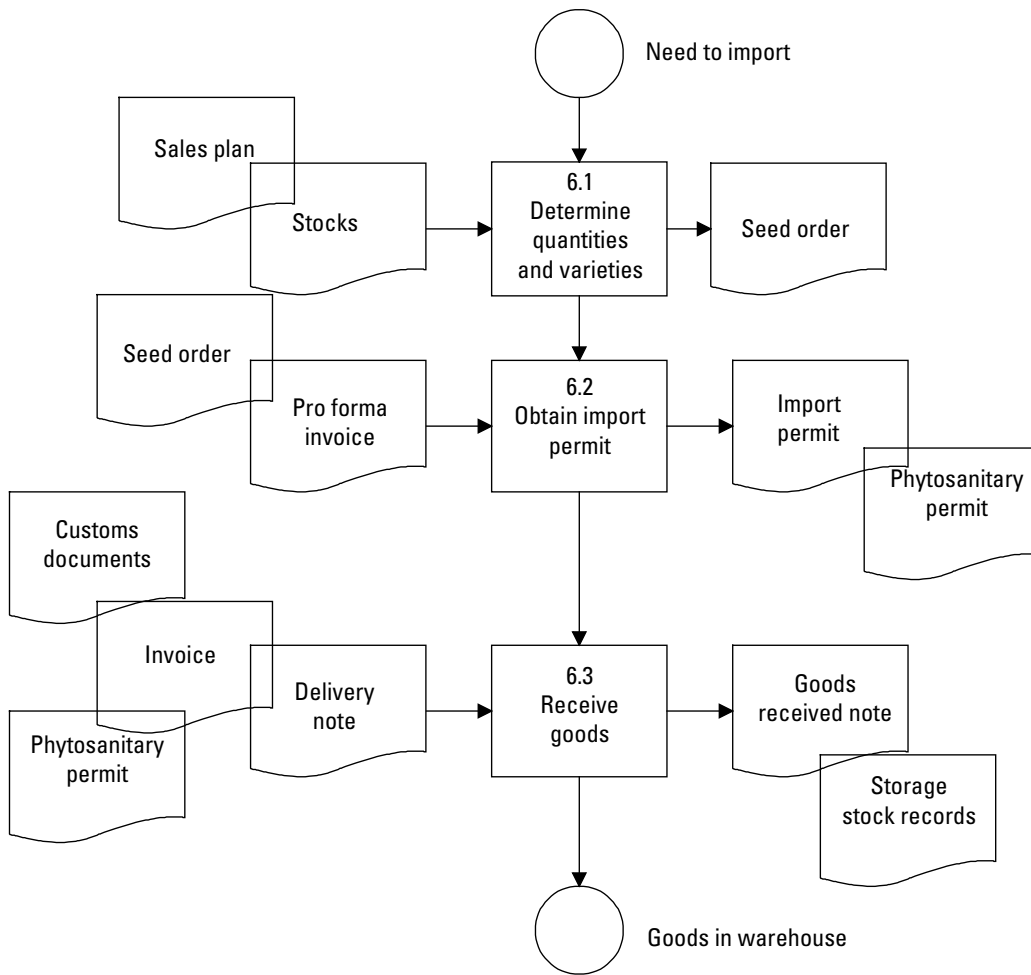 Need to import
Sales plan
Stocks
6.1
Determine
quantities
and varieties
Seed order
Seed order
Pro forma
invoice
6.2
Obtain import
permit
Import
permit
Phytosanitary
permit
Customs
documents
Invoice
Delivery
note
Phytosanitary
permit
6.3
Receive
goods
Goods
received note
Storage
stock records
Goods in warehouse